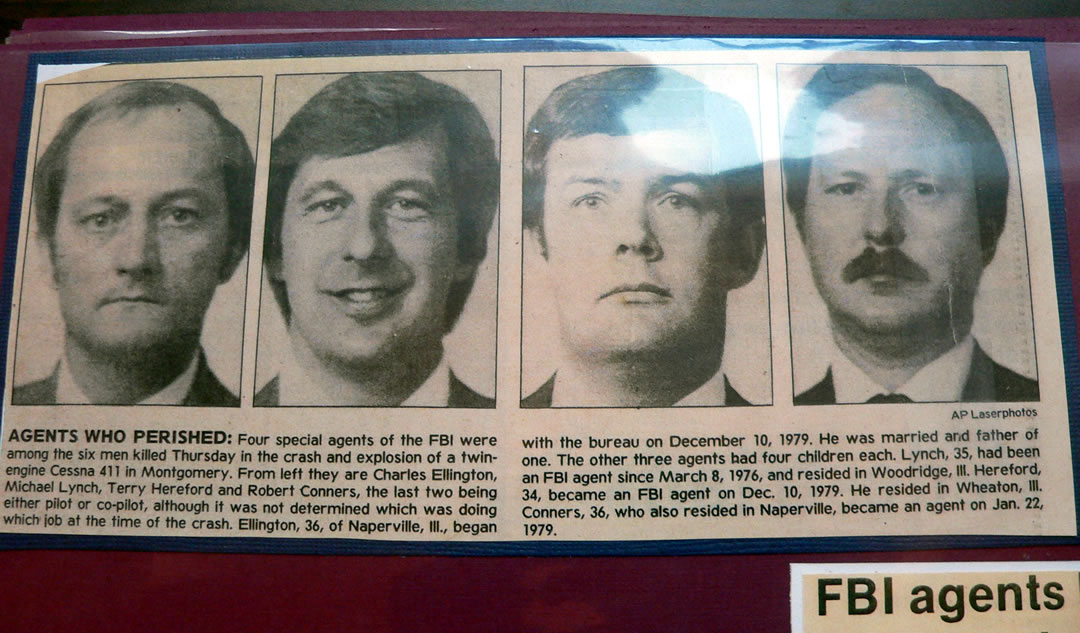 AP Laserphotos
AGENTS WHO PERISHED: Four special agents of the FBI were
among the six men killed Thursday in the crash and explosion of a twin-
engine Cessna 411 in Montgomery. From left they are Charles Ellington,
Michael Lynch, Terry Hereford and Robert Conners, the last two being
either pilot or co-pilot, although it was not determined which was doing
which job at the time of the crash. Ellington, 36, of Naperville, Ill., began
with the bureau on December 10, 1979. He was married and father of
one. The other three agents had four children each. Lynch, 35, had been
an FBI agent since March 8, 1976, and resided in Woodridge, Ill. Hereford,
34, became an FBI agent on Dec. 10, 1979. He resided in Wheaton, Ill.
Conners, 36, who also resided in Naperville, became an agent on Jan. 22,
1979.
FBI agents